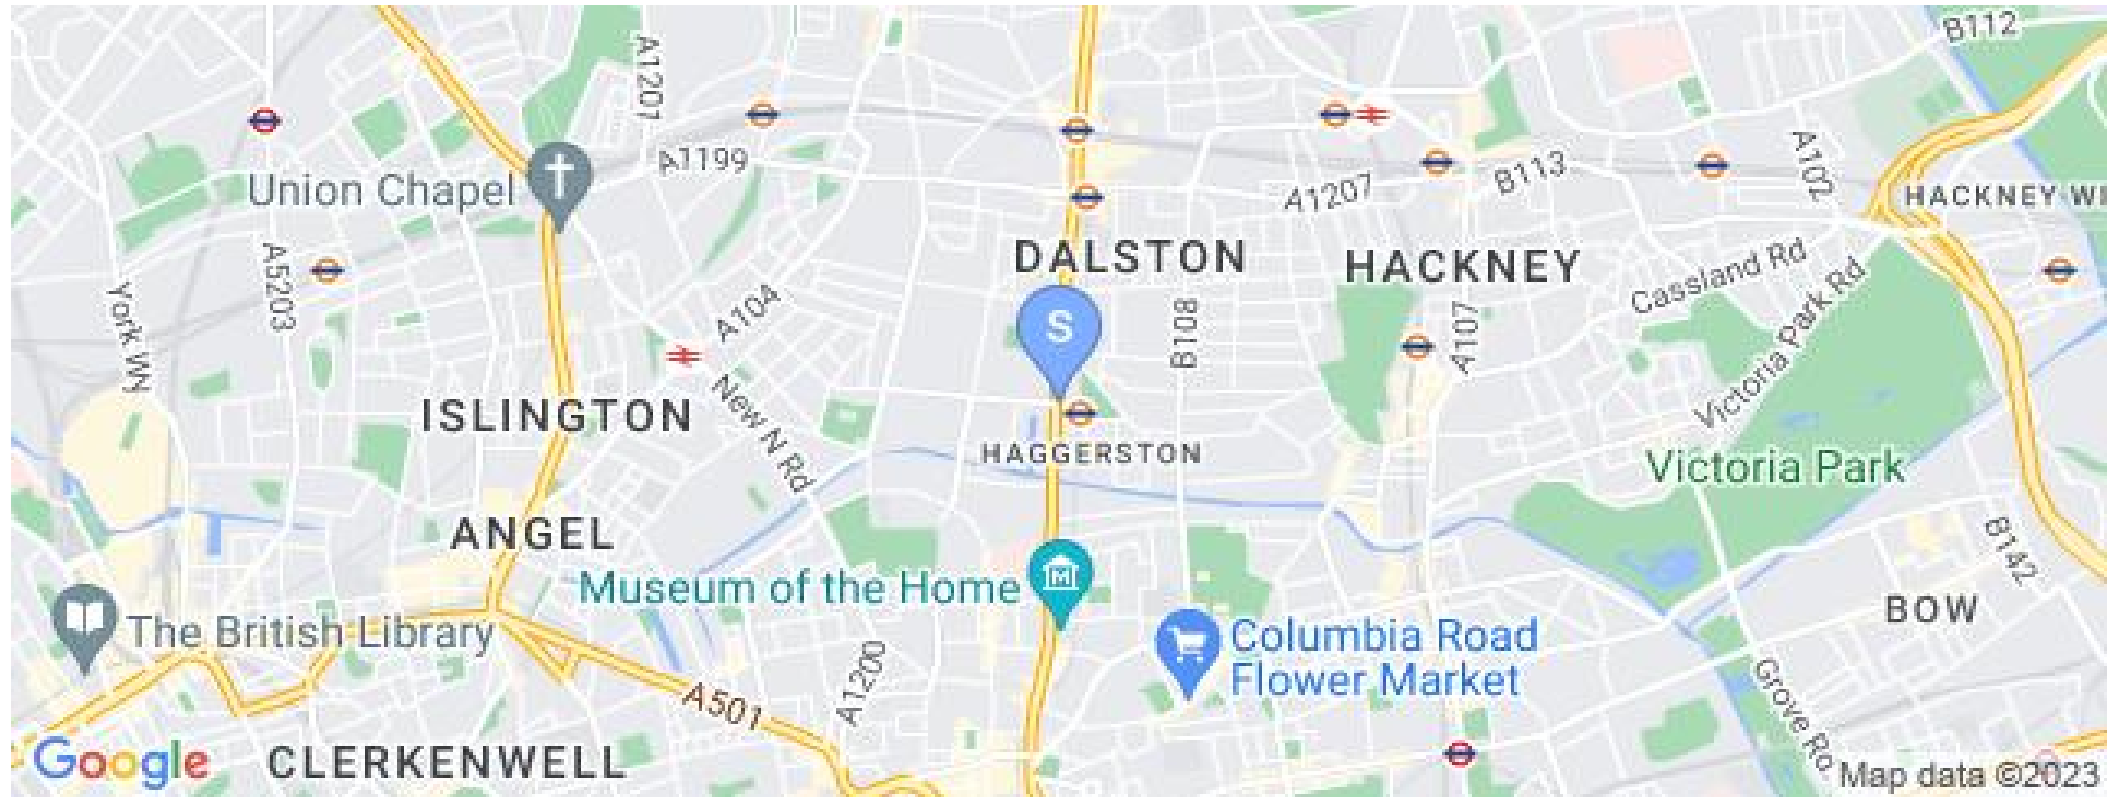 B112
A1201
A1199
Union Chapel
A1207
B113
A102
HACKNEY WI
A5203
DALSTON
HACKNEY
Cassland Rd
York Wy
A104
S
B108
A107
Victoria Park Rd
ISLINGTON
New N Rd
HAGGERSTON
Victoria Park
ANGEL
B142
Museum of the Home
M
BOW
The British Library
Columbia Road
Flower Market
A1200
A501
Grove Rd
Google
CLERKENWELL
Map data ©2023